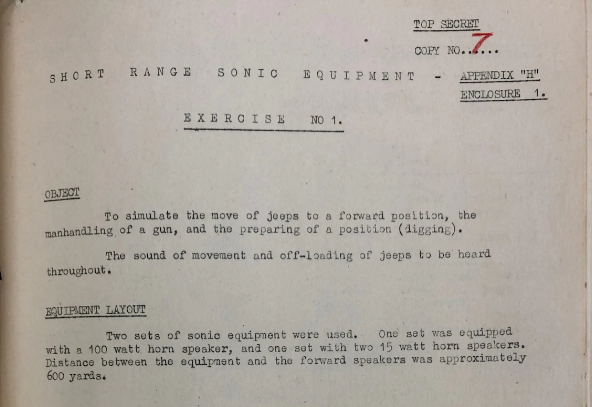 TOP SECRET
COPY NO..7....
SHORT RANGE SONIC EQUIPMENT - APPENDIX "H"
ENCLOSURE 1.
EXERCISE NO 1.
OBJECT
To simulate the move of jeeps to a forward position, the
manhandling of a gun, and the preparing of a position (digging).
The sound of movement and off-loading of jeeps to be heard
throughout.
EQUIPMENT LAYOUT
Two sets of sonic equipment were used. One set was equipped
with a 100 watt horn speaker, and one set with two 15 watt horn speakers.
Distance between the equipment and the forward speakers was approximately
600 yards.